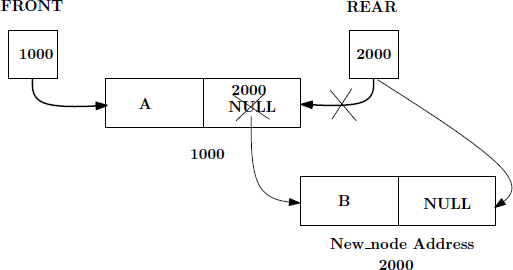 FRONT
REAR
1000
2000
A
2000
NULL
1000
B
NULL
New_node Address
2000